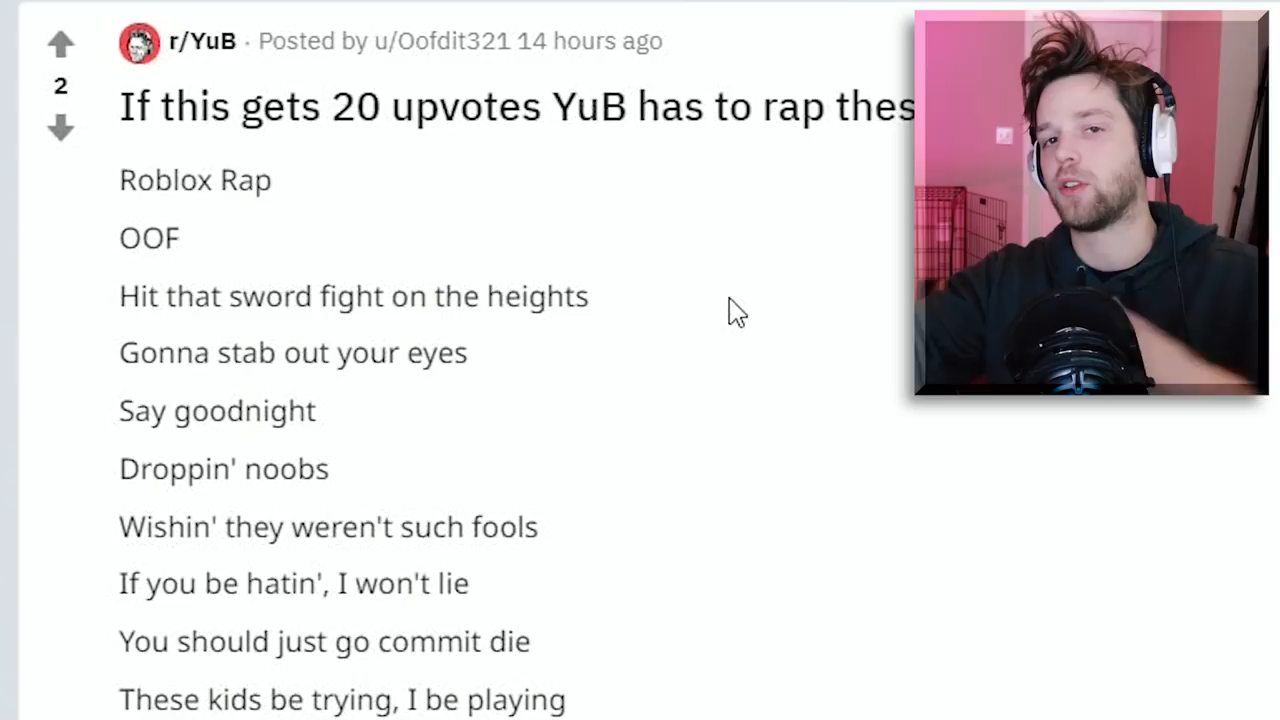 r/YuB · Posted by u/Oofdit321 14 hours ago
2
If this gets 20 upvotes YuB has to rap thes
Roblox Rap
OOF
Hit that sword fight on the heights
Gonna stab out your eyes
Say goodnight
Droppin' noobs
Wishin' they weren't such fools
If you be hatin', I won't lie
You should just go commit die
These kids be trying, I be playing